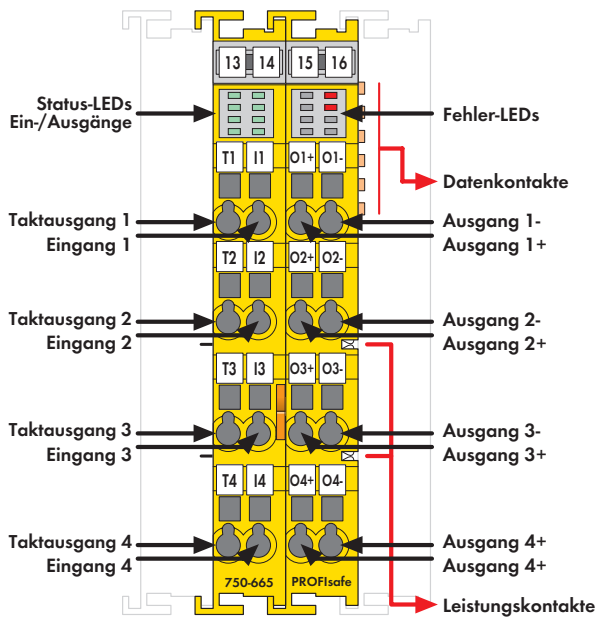 13 14 15 16
Status-LEDs
Ein-/Ausgänge
Fehler-LEDs
T1 I1 O1+ O1-
Datenkontakte
Taktausgang 1
Eingang 1
Ausgang 1-
Ausgang 1+
T2 I2 O2+ O2-
Taktausgang 2
Eingang 2
Ausgang 2-
Ausgang 2+
T3 I3 O3+ O3-
Taktausgang 3
Eingang 3
Ausgang 3-
Ausgang 3+
T4 I4 O4+ O4-
Taktausgang 4
Eingang 4
Ausgang 4+
Ausgang 4+
750-665 PROFIsafe
Leistungskontakte